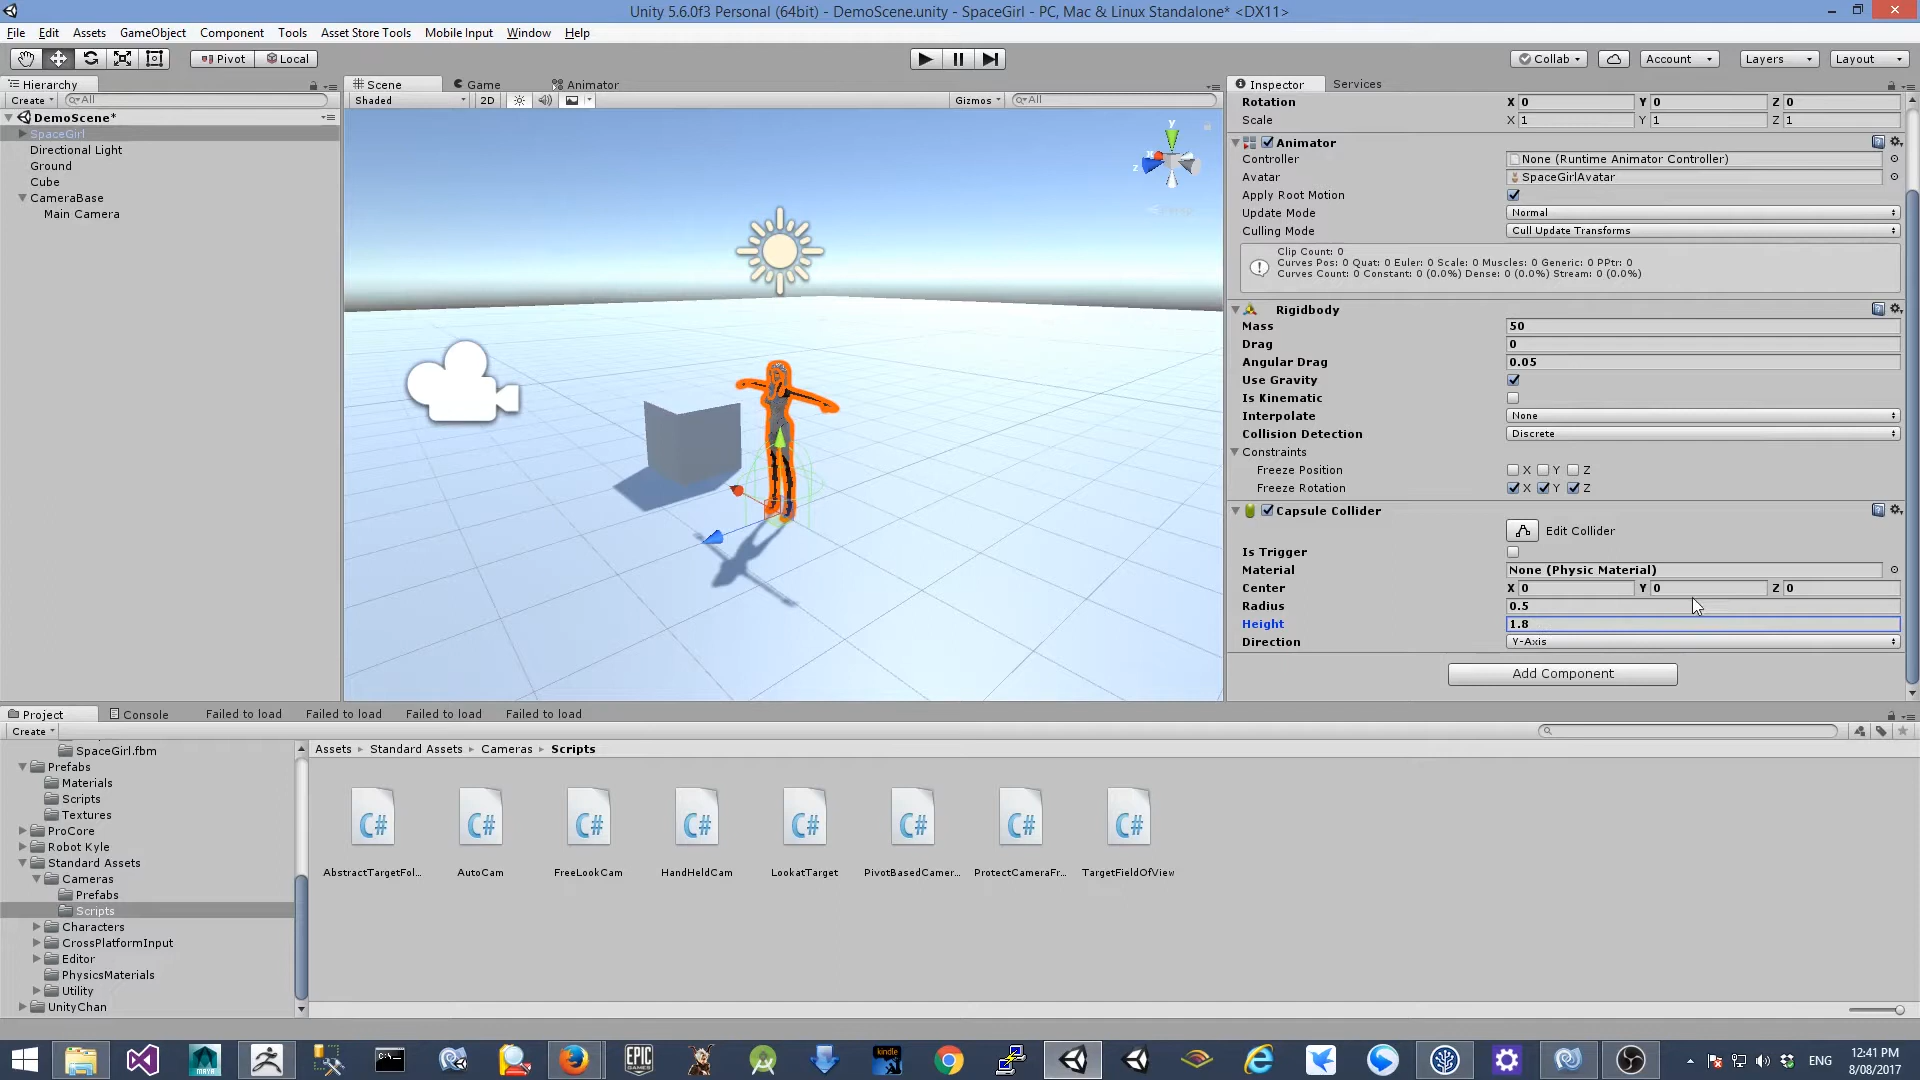 Unity 5.6.0f3 Personal (64bit) - DemoScene.unity - SpaceGirl - PC, Mac & Linux Standalone* <DX11>
File Edit Assets GameObject Component Tools Asset Store Tools Mobile Input Window Help
Pivot Local Collab Account Layers Layout
Hierarchy
Create All
DemoScene*
SpaceGirl
Directional Light
Ground
Cube
CameraBase
Main Camera
Scene Game Animator
Shaded 2D Gizmos All
y
x
z
Inspector Services
Rotation X 0 Y 0 Z 0
Scale X 1 Y 1 Z 1
Animator
Controller None (Runtime Animator Controller)
Avatar SpaceGirlAvatar
Apply Root Motion
Update Mode Normal
Culling Mode Cull Update Transforms
Clip Count: 0
Curves Pos: 0 Quat: 0 Euler: 0 Scale: 0 Muscles: 0 Generic: 0 PPtr: 0
Curves Count: 0 Constant: 0 (0.0%) Dense: 0 (0.0%) Stream: 0 (0.0%)
Rigidbody
Mass 50
Drag 0
Angular Drag 0.05
Use Gravity
Is Kinematic
Interpolate None
Collision Detection Discrete
Constraints
Freeze Position X Y Z
Freeze Rotation X Y Z
Capsule Collider
Edit Collider
Is Trigger
Material None (Physic Material)
Center X 0 Y 0 Z 0
Radius 0.5
Height 1.8
Direction Y-Axis
Add Component
Project Console Failed to load Failed to load Failed to load Failed to load
Create
SpaceGirl.fbm
Prefabs
Materials
Scripts
Textures
ProCore
Robot Kyle
Standard Assets
Cameras
Prefabs
Scripts
Characters
CrossPlatformInput
Editor
PhysicsMaterials
Utility
UnityChan
Assets Standard Assets Cameras Scripts
C# C# C# C# C# C# C# C#
AbstractTargetFol... AutoCam FreeLookCam HandHeldCam LookatTarget PivotBasedCamer... ProtectCameraFr... TargetFieldOfView
MAYA
EPIC GAMES
kindle
ENG
12:41 PM
8/08/2017